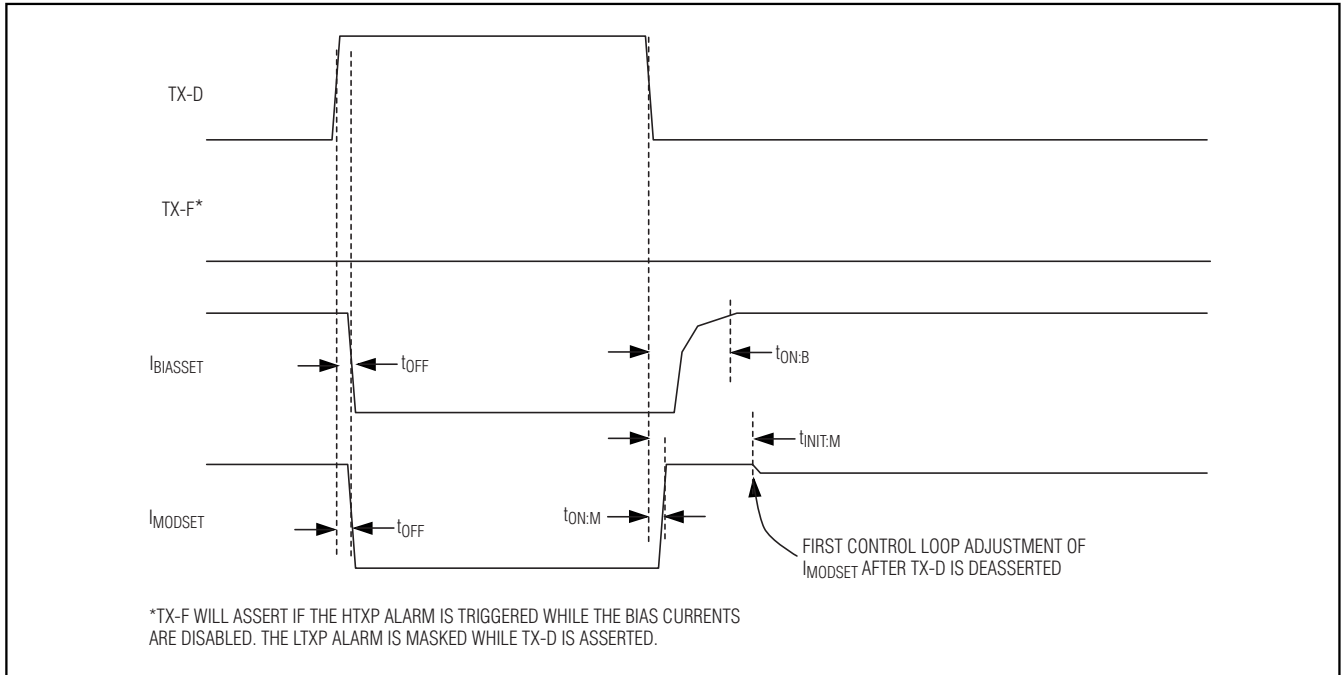 TX-D
TX-F*
IBIASSET
tOFF
tON:B
tINIT:M
IMODSET
tOFF
tON:M
FIRST CONTROL LOOP ADJUSTMENT OF
IMODSET AFTER TX-D IS DEASSERTED
*TX-F WILL ASSERT IF THE HTXP ALARM IS TRIGGERED WHILE THE BIAS CURRENTS
ARE DISABLED. THE LTXP ALARM IS MASKED WHILE TX-D IS ASSERTED.